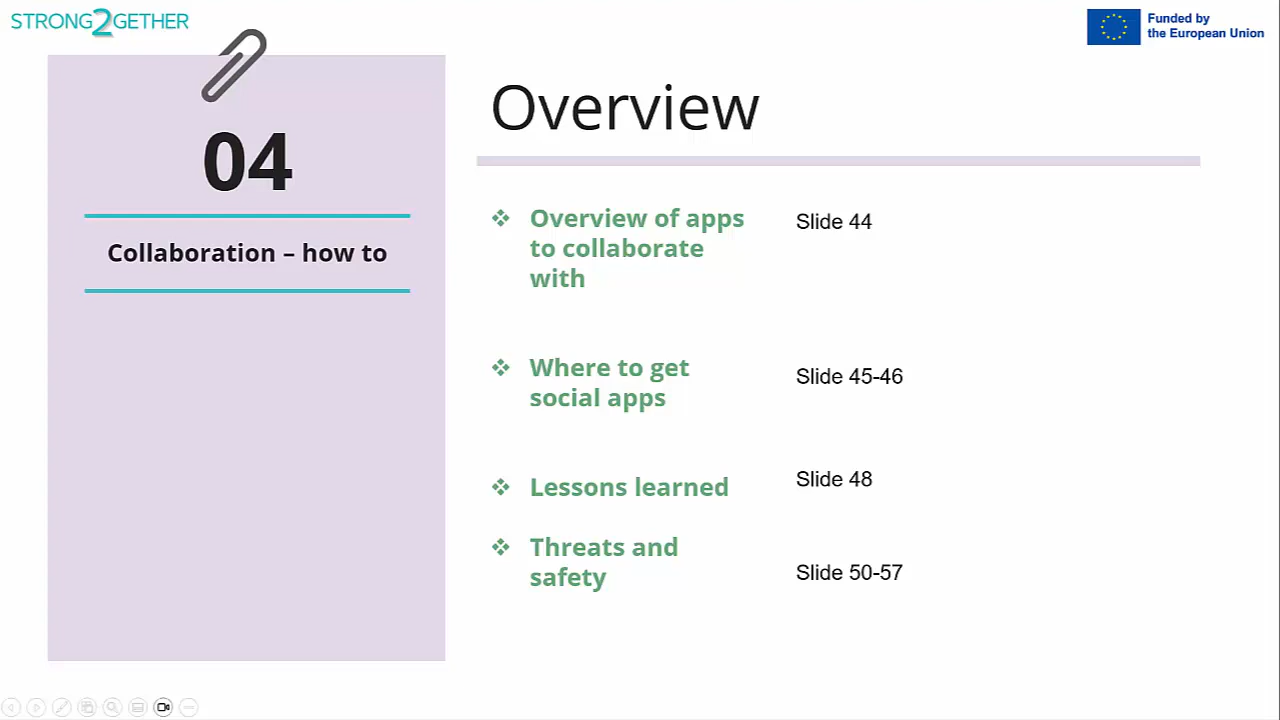 STRONG2GETHER
Funded by
the European Union
04
Collaboration – how to
Overview
Overview of apps
to collaborate
with
Slide 44
Where to get
social apps
Slide 45-46
Lessons learned
Slide 48
Threats and
safety
Slide 50-57